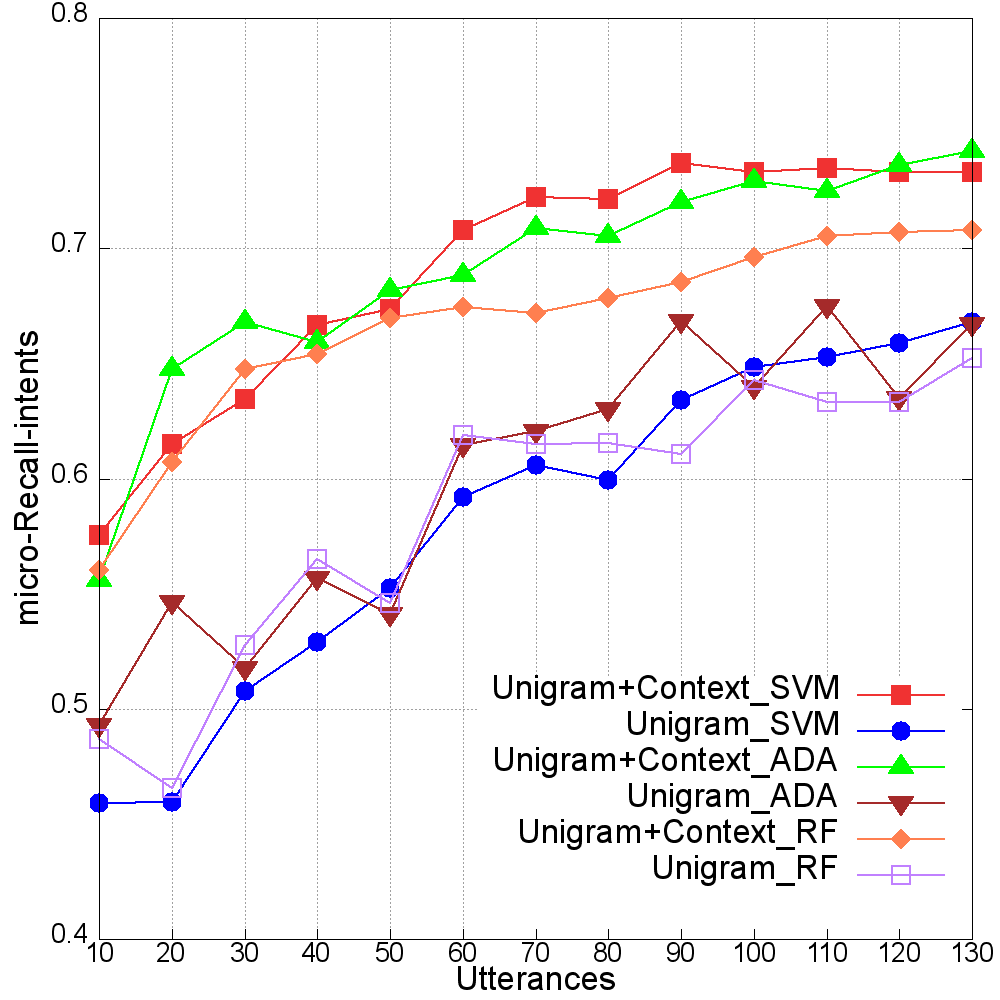 0.8
0.7
0.6
0.5
0.4
micro-Recall-intents
Unigram+Context_SVM
Unigram_SVM
Unigram+Context_ADA
Unigram_ADA
Unigram+Context_RF
Unigram_RF
10 20 30 40 50 60 70 80 90 100 110 120 130
Utterances